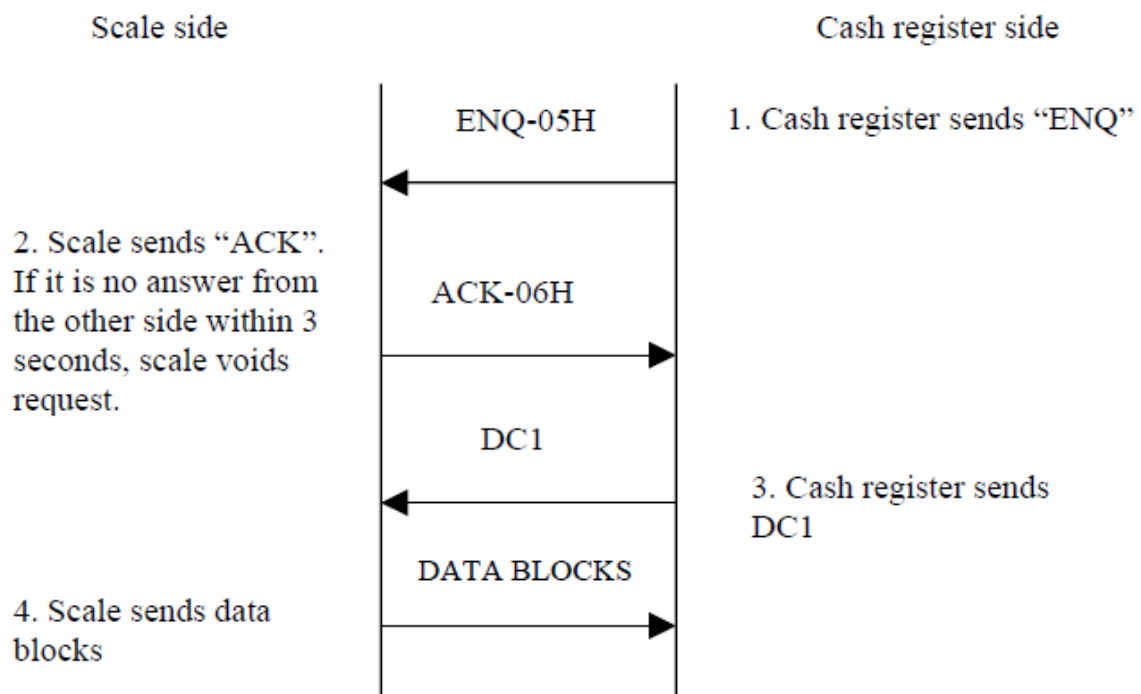 Scale side
Cash register side
ENQ-05H
1. Cash register sends “ENQ”
2. Scale sends “ACK”.
If it is no answer from
the other side within 3
seconds, scale voids
request.
ACK-06H
DC1
3. Cash register sends
DC1
DATA BLOCKS
4. Scale sends data
blocks